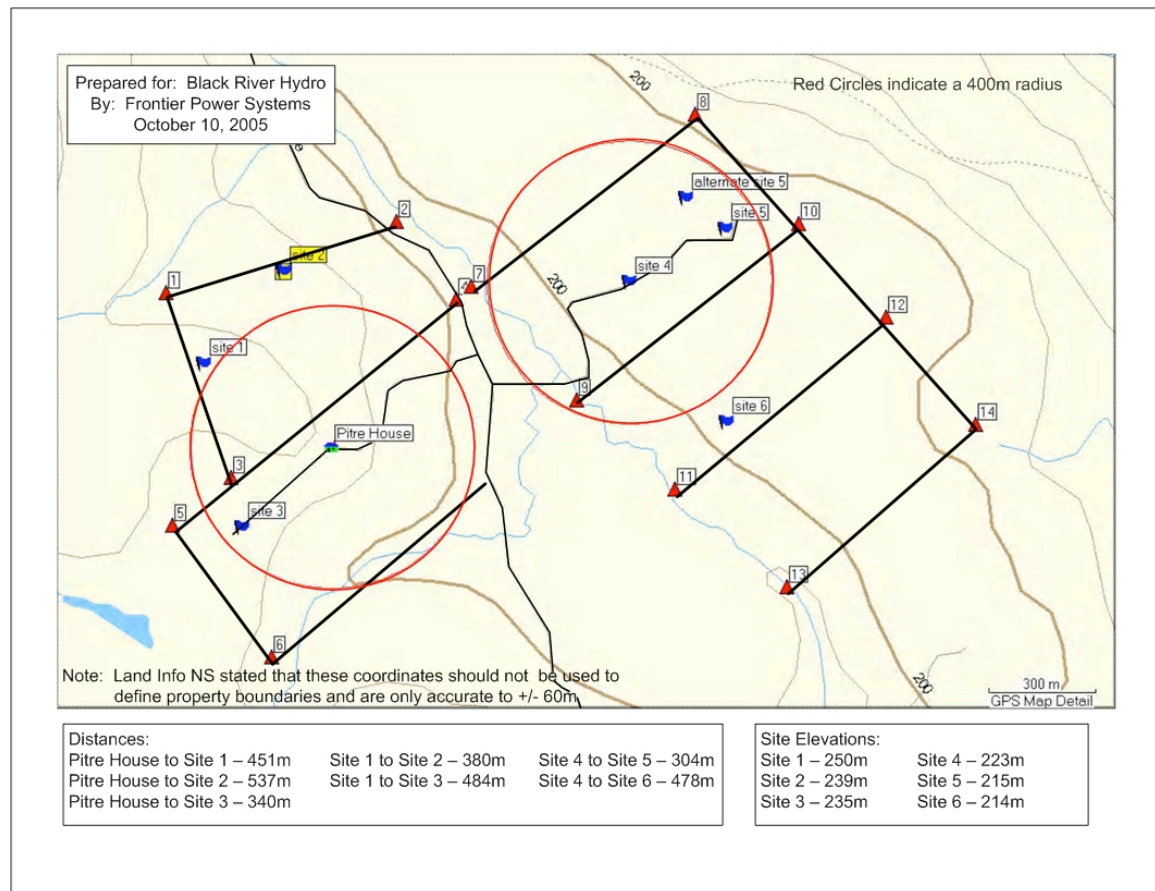 Prepared for: Black River Hydro
By: Frontier Power Systems
October 10, 2005
Red Circles indicate a 400m radius
200
8
alternate site 5
2
site 5
10
site 2
1
7
4
site 4
200
12
site 1
9
14
site 6
Pitre House
3
11
5
site 3
13
6
200
Note: Land Info NS stated that these coordinates should not be used to
define property boundaries and are only accurate to +/- 60m
300 m
GPS Map Detail
Distances:
Pitre House to Site 1 – 451m
Pitre House to Site 2 – 537m
Pitre House to Site 3 – 340m
Site 1 to Site 2 – 380m
Site 1 to Site 3 – 484m
Site 4 to Site 5 – 304m
Site 4 to Site 6 – 478m
Site Elevations:
Site 1 – 250m
Site 2 – 239m
Site 3 – 235m
Site 4 – 223m
Site 5 – 215m
Site 6 – 214m